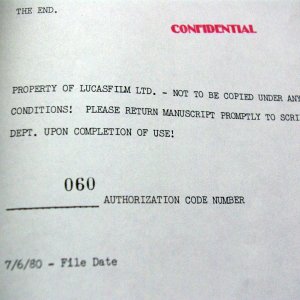 THE END.
CONFIDENTIAL
PROPERTY OF LUCASFILM LTD. - NOT TO BE COPIED UNDER ANY
CONDITIONS! PLEASE RETURN MANUSCRIPT PROMPTLY TO SCRI
DEPT. UPON COMPLETION OF USE!
060
AUTHORIZATION CODE NUMBER
7/6/80 - File Date